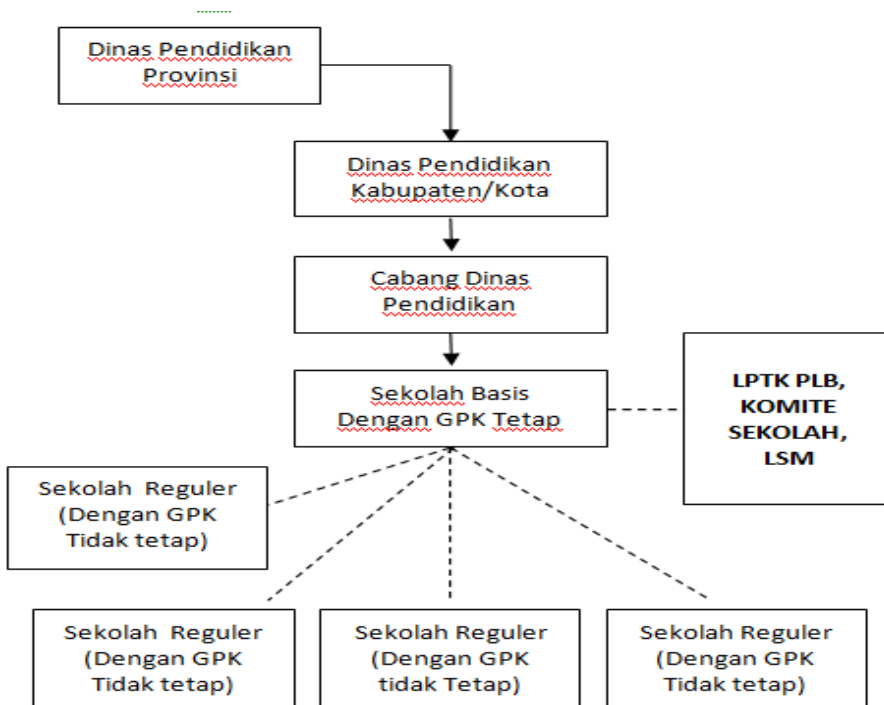 Dinas Pendidikan
Provinsi
Dinas Pendidikan
Kabupaten/Kota
Cabang Dinas
Pendidikan
Sekolah Basis
Dengan GPK Tetap
LPTK PLB,
KOMITE
SEKOLAH,
LSM
Sekolah Reguler
(Dengan GPK
Tidak tetap)
Sekolah Reguler
(Dengan GPK
Tidak tetap)
Sekolah Reguler
(Dengan GPK
tidak Tetap)
Sekolah Reguler
(Dengan GPK
Tidak tetap)